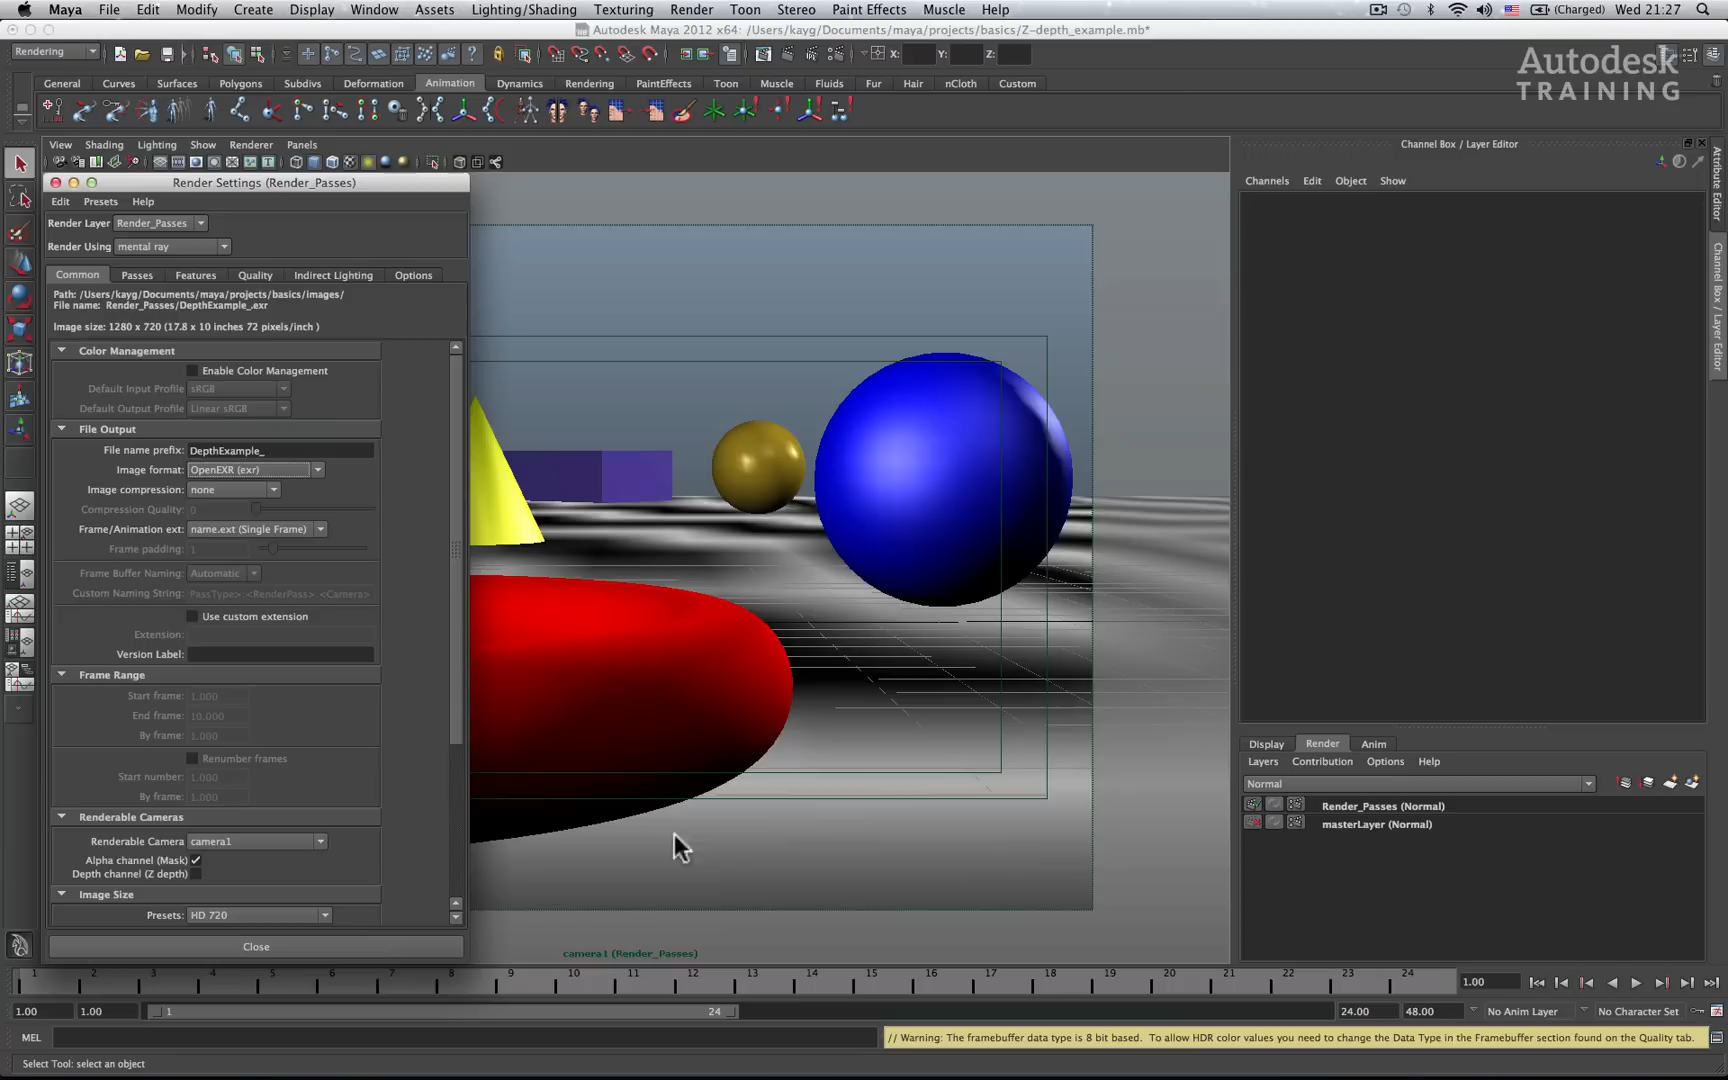 Maya File Edit Modify Create Display Window Assets Lighting/Shading Texturing Render Toon Stereo Paint Effects Muscle Help (Charged) Wed 21:27
Autodesk Maya 2012 x64: /Users/kayg/Documents/maya/projects/basics/Z-depth_example.mb*
Rendering X: Y: Z:
Autodesk
TRAINING
General Curves Surfaces Polygons Subdivs Deformation Animation Dynamics Rendering PaintEffects Toon Muscle Fluids Fur Hair nCloth Custom
View Shading Lighting Show Renderer Panels
Channel Box / Layer Editor
Channels Edit Object Show
Attribute Editor
Channel Box / Layer Editor
Render Settings (Render_Passes)
Edit Presets Help
Render Layer Render_Passes
Render Using mental ray
Common Passes Features Quality Indirect Lighting Options
Path: /Users/kayg/Documents/maya/projects/basics/images/
File name: Render_Passes/DepthExample_.exr
Image size: 1280 x 720 (17.8 x 10 inches 72 pixels/inch )
Color Management
Enable Color Management
Default Input Profile sRGB
Default Output Profile Linear sRGB
File Output
File name prefix: DepthExample_
Image format: OpenEXR (exr)
Image compression: none
Compression Quality: 0
Frame/Animation ext: name.ext (Single Frame)
Frame padding: 1
Frame Buffer Naming: Automatic
Custom Naming String: PassType>:<RenderPass>.<Camera>
Use custom extension
Extension:
Version Label:
Frame Range
Start frame: 1.000
End frame: 10.000
By frame: 1.000
Renumber frames
Start number: 1.000
By frame: 1.000
Renderable Cameras
Renderable Camera camera1
Alpha channel (Mask)
Depth channel (Z depth)
Image Size
Presets: HD 720
Close
camera1 (Render_Passes)
Display Render Anim
Layers Contribution Options Help
Normal
Render_Passes (Normal)
masterLayer (Normal)
1 2 3 4 5 6 7 8 9 10 11 12 13 14 15 16 17 18 19 20 21 22 23 24 1.00
1.00 1.00 1 24 24.00 48.00 No Anim Layer No Character Set
MEL // Warning: The framebuffer data type is 8 bit based. To allow HDR color values you need to change the Data Type in the Framebuffer section found on the Quality tab.
Select Tool: select an object